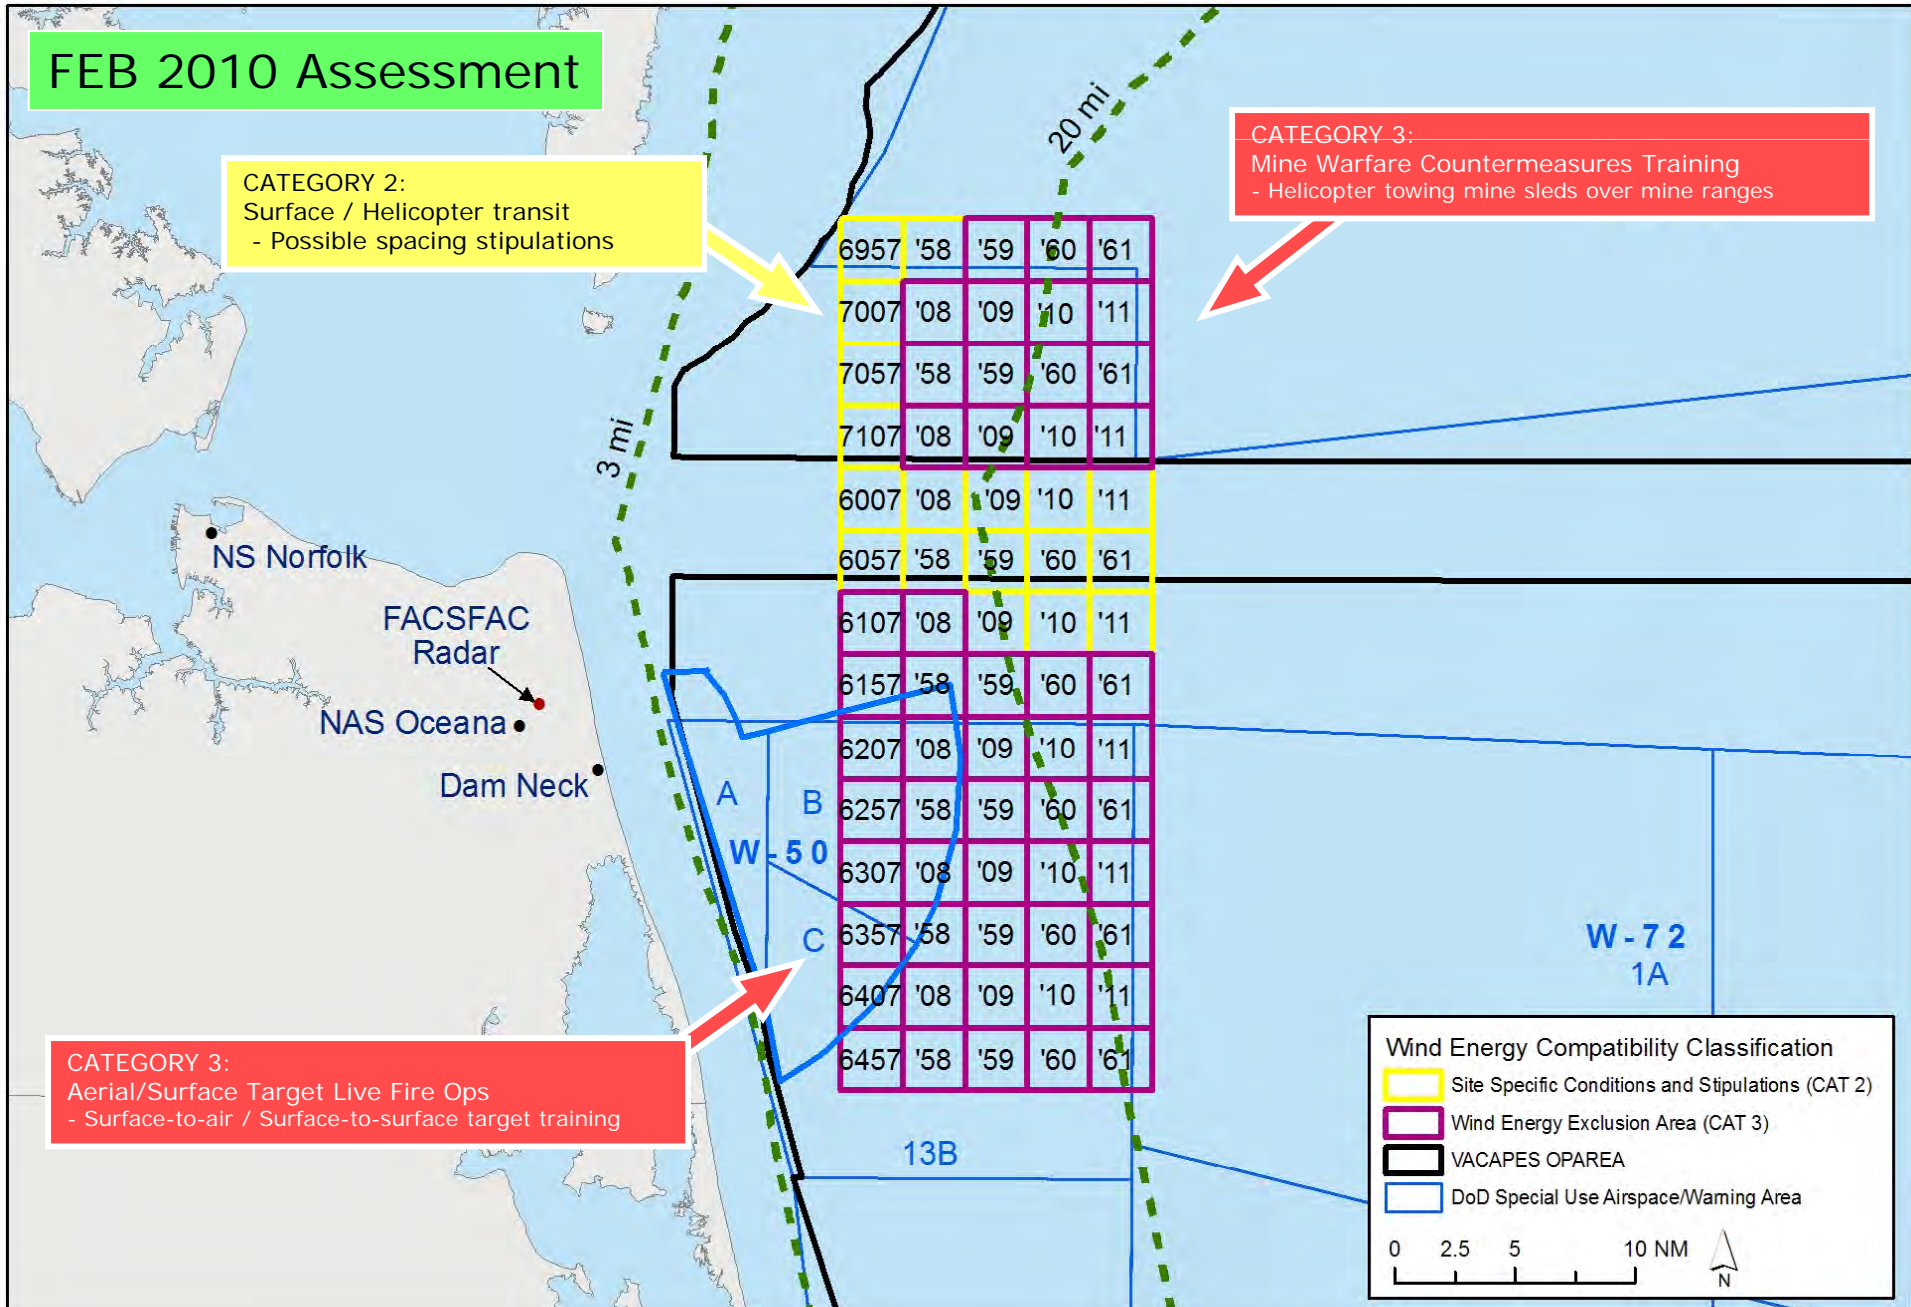 FEB 2010 Assessment
CATEGORY 2:
Surface / Helicopter transit
- Possible spacing stipulations
CATEGORY 3:
Mine Warfare Countermeasures Training
- Helicopter towing mine sleds over mine ranges
20 mi
3 mi
6957 '58 '59 '60 '61
7007 '08 '09 '10 '11
7057 '58 '59 '60 '61
7107 '08 '09 '10 '11
6007 '08 '09 '10 '11
6057 '58 '59 '60 '61
6107 '08 '09 '10 '11
6157 '58 '59 '60 '61
6207 '08 '09 '10 '11
6257 '58 '59 '60 '61
6307 '08 '09 '10 '11
6357 '58 '59 '60 '61
6407 '08 '09 '10 '11
6457 '58 '59 '60 '61
NS Norfolk
FACSFAC
Radar
NAS Oceana
Dam Neck
A
B
W-50
C
W-72
1A
13B
CATEGORY 3:
Aerial/Surface Target Live Fire Ops
- Surface-to-air / Surface-to-surface target training
Wind Energy Compatibility Classification
Site Specific Conditions and Stipulations (CAT 2)
Wind Energy Exclusion Area (CAT 3)
VACAPES OPAREA
DoD Special Use Airspace/Warning Area
0 2.5 5 10 NM
N